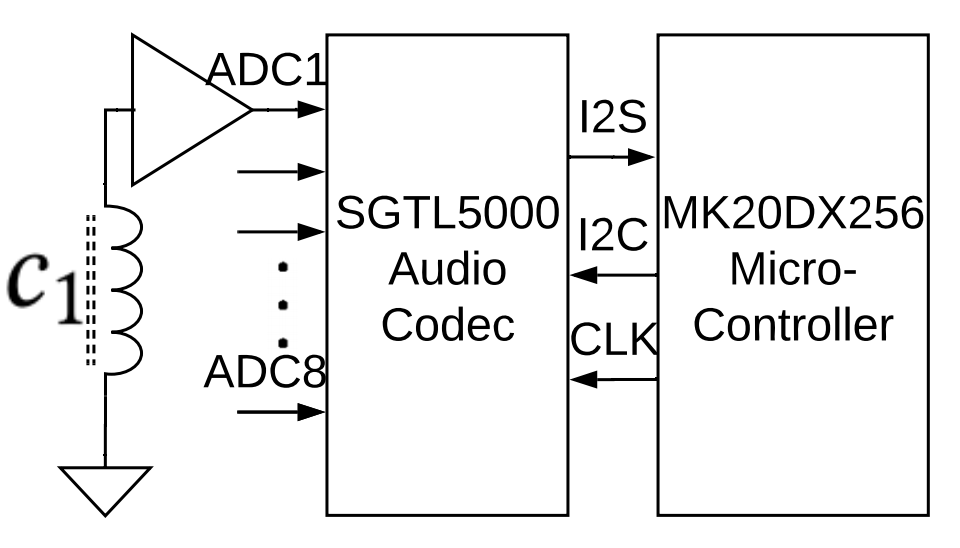 ADC1
I2S
SGTL5000
Audio
Codec
MK20DX256
Micro-
Controller
I2C
c1
CLK
ADC8